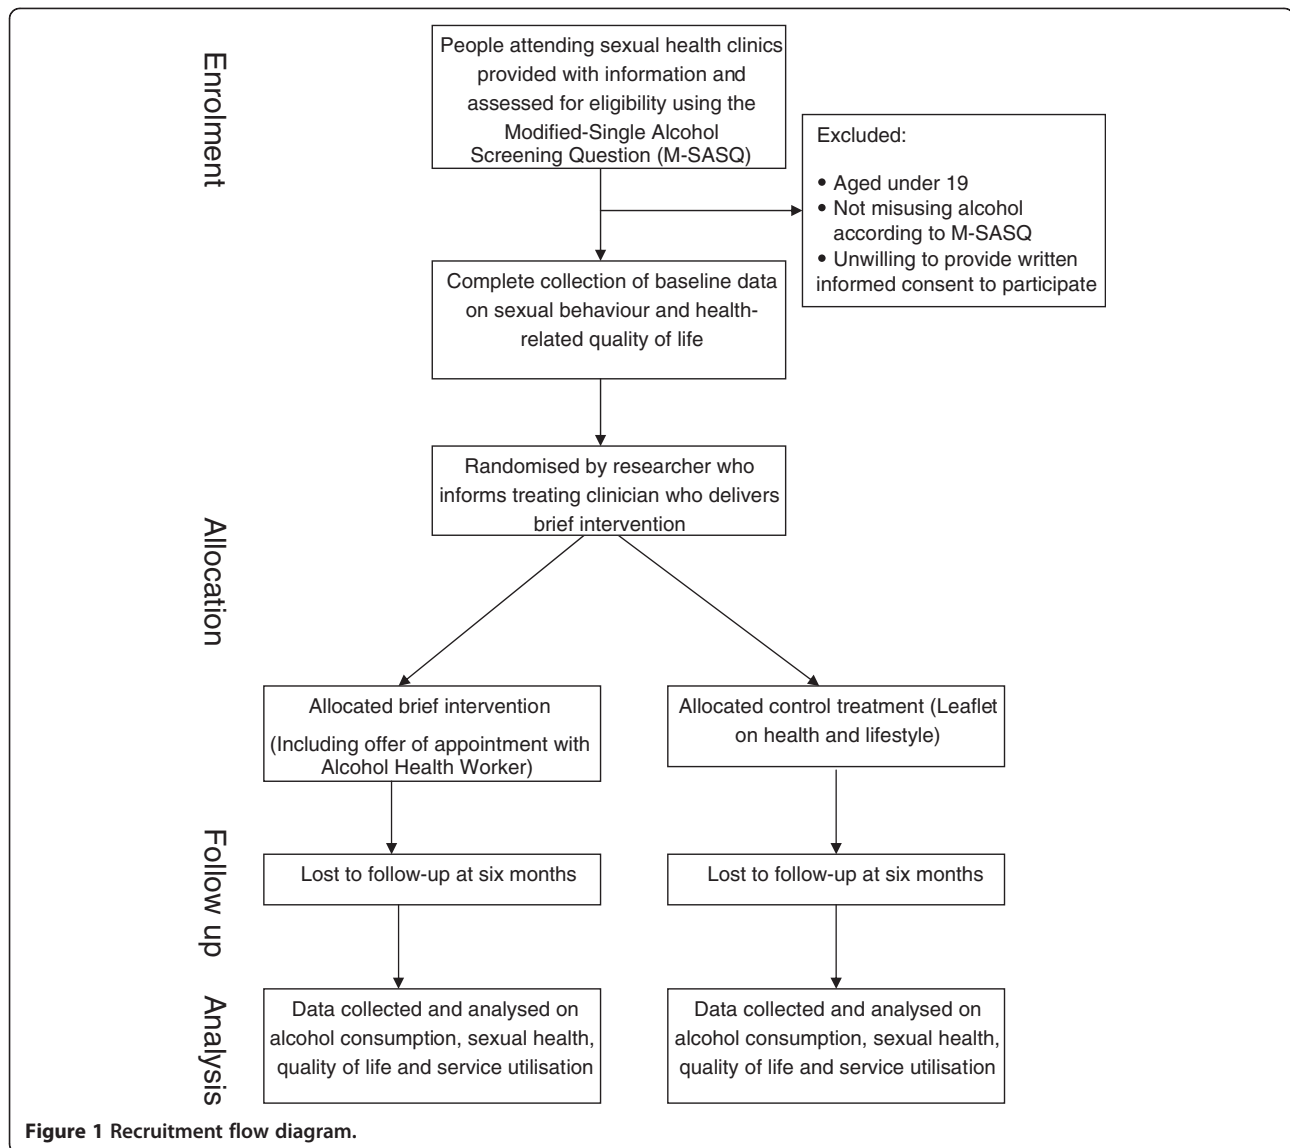 Enrolment
People attending sexual health clinics
provided with information and
assessed for eligibility using the
Modified-Single Alcohol
Screening Question (M-SASQ)
Excluded:
• Aged under 19
• Not misusing alcohol
according to M-SASQ
• Unwilling to provide written
informed consent to participate
Complete collection of baseline data
on sexual behaviour and health-
related quality of life
Allocation
Randomised by researcher who
informs treating clinician who delivers
brief intervention
Allocated brief intervention
(Including offer of appointment with
Alcohol Health Worker)
Allocated control treatment (Leaflet
on health and lifestyle)
Follow up
Lost to follow-up at six months
Lost to follow-up at six months
Analysis
Data collected and analysed on
alcohol consumption, sexual health,
quality of life and service utilisation
Data collected and analysed on
alcohol consumption, sexual health,
quality of life and service utilisation
Figure 1 Recruitment flow diagram.